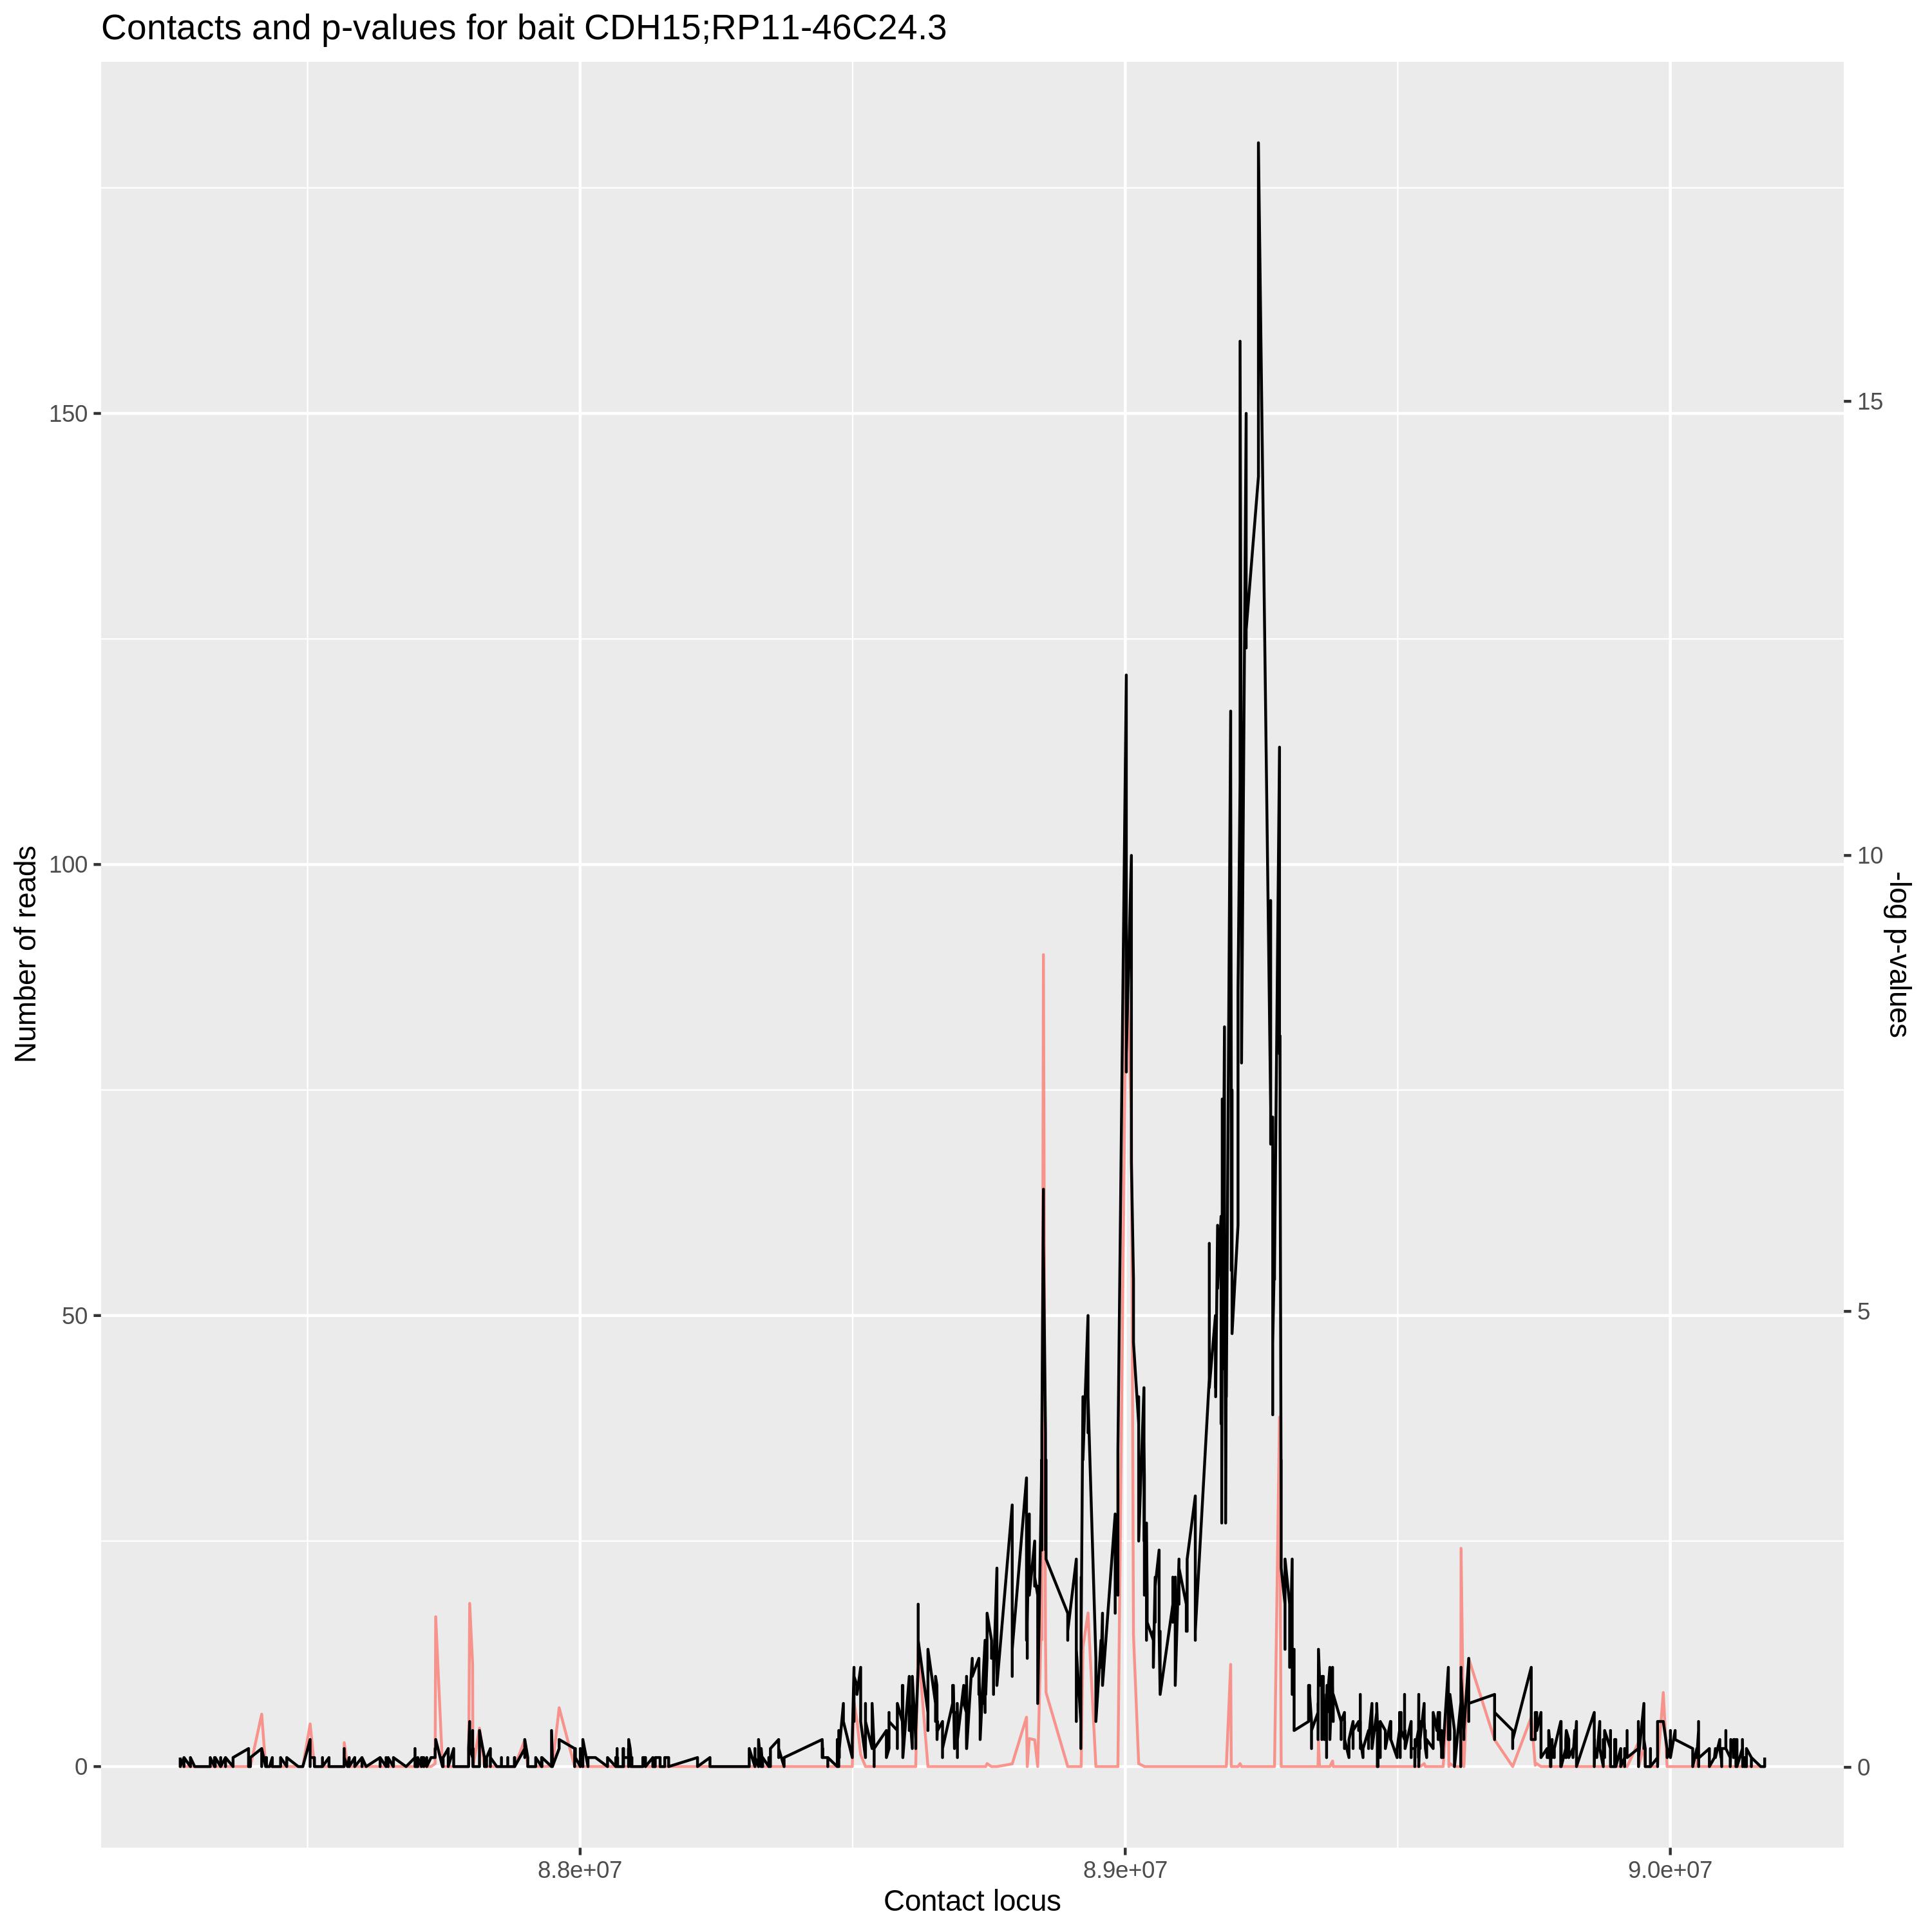 Contacts and p-values for bait CDH15;RP11-46C24.3
150
100
50
0
Number of reads
15
10
5
0
-log p-values
8.8e+07 8.9e+07 9.0e+07
Contact locus